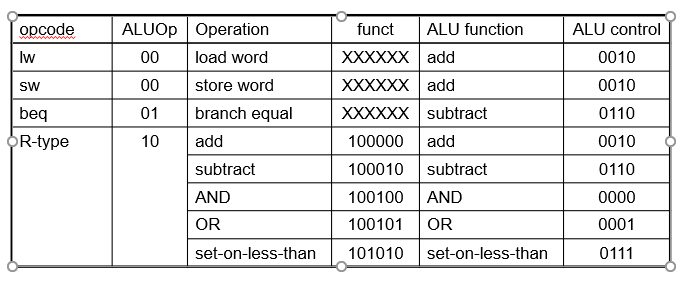 opcode ALUOp Operation funct ALU function ALU control
lw 00 load word XXXXXX add 0010
sw 00 store word XXXXXX add 0010
beq 01 branch equal XXXXXX subtract 0110
R-type 10 add 100000 add 0010
subtract 100010 subtract 0110
AND 100100 AND 0000
OR 100101 OR 0001
set-on-less-than 101010 set-on-less-than 0111